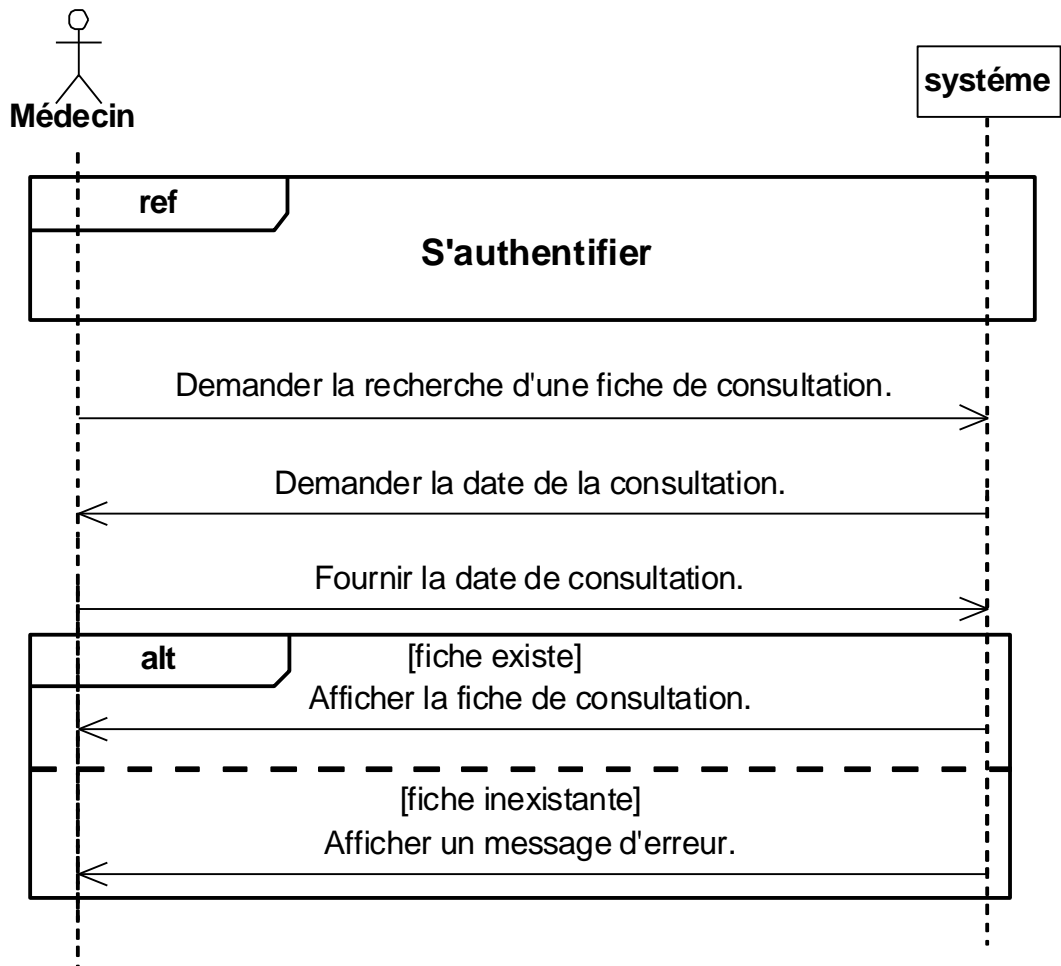 Médecin
systéme
ref
S'authentifier
Demander la recherche d'une fiche de consultation.
Demander la date de la consultation.
Fournir la date de consultation.
alt
[fiche existe]
Afficher la fiche de consultation.
[fiche inexistante]
Afficher un message d'erreur.